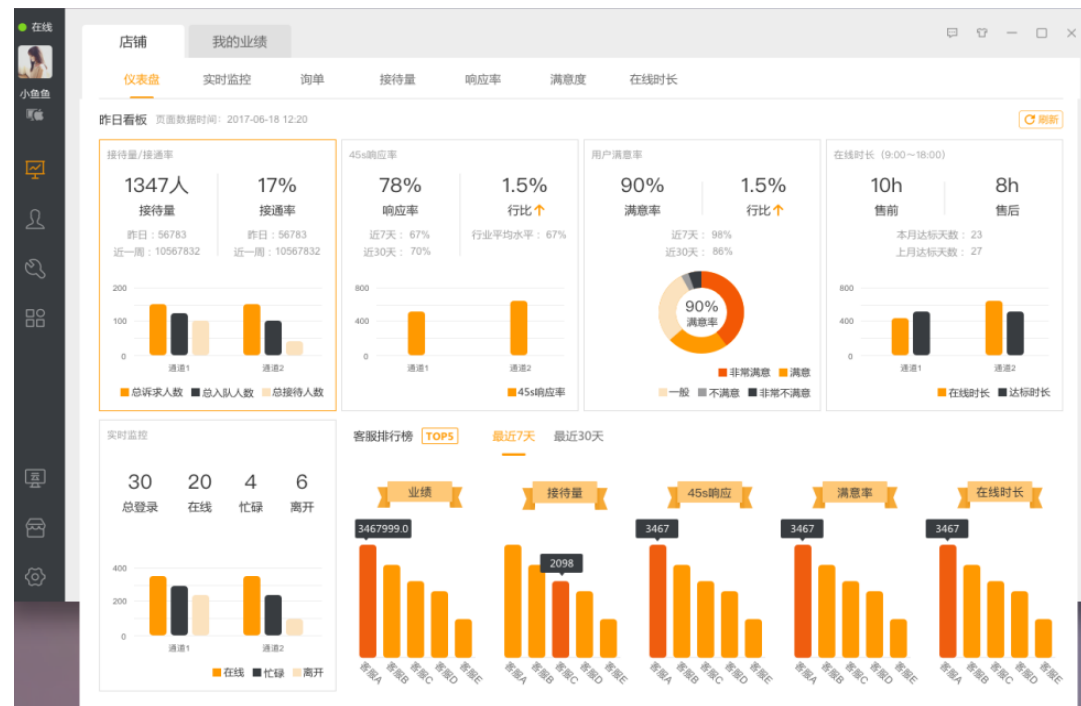 在线
小鱼鱼
店铺
我的业绩
仪表盘 实时监控 询单 接待量 响应率 满意度 在线时长
昨日看板 页面数据时间：2017-06-18 12:20
刷新
接待量/接通率
1347人 17%
接待量 接通率
昨日：56783 昨日：56783
近一周：10567832 近一周：10567832
200
100
0
通道1 通道2
总诉求人数 总入队人数 总接待人数
45s响应率
78% 1.5%
响应率 行比
近7天：67% 行业平均水平：67%
近30天：70%
800
400
0
通道1 通道2
45s响应率
用户满意率
90% 1.5%
满意率 行比
近7天：98%
近30天：86%
90%
满意率
非常满意 满意
一般 不满意 非常不满意
在线时长（9:00～18:00）
10h 8h
售前 售后
本月达标天数：23
上月达标天数：27
800
400
0
通道1 通道2
在线时长 达标时长
实时监控
30 20 4 6
总登录 在线 忙碌 离开
400
200
0
通道1 通道2
在线 忙碌 离开
客服排行榜 TOP5 最近7天 最近30天
业绩
3467999.0
客服A 客服B 客服C 客服D 客服E
接待量
2098
客服A 客服B 客服C 客服D 客服E
45s响应
3467
客服A 客服B 客服C 客服D 客服E
满意率
3467
客服A 客服B 客服C 客服D 客服E
在线时长
3467
客服A 客服B 客服C 客服D 客服E
云